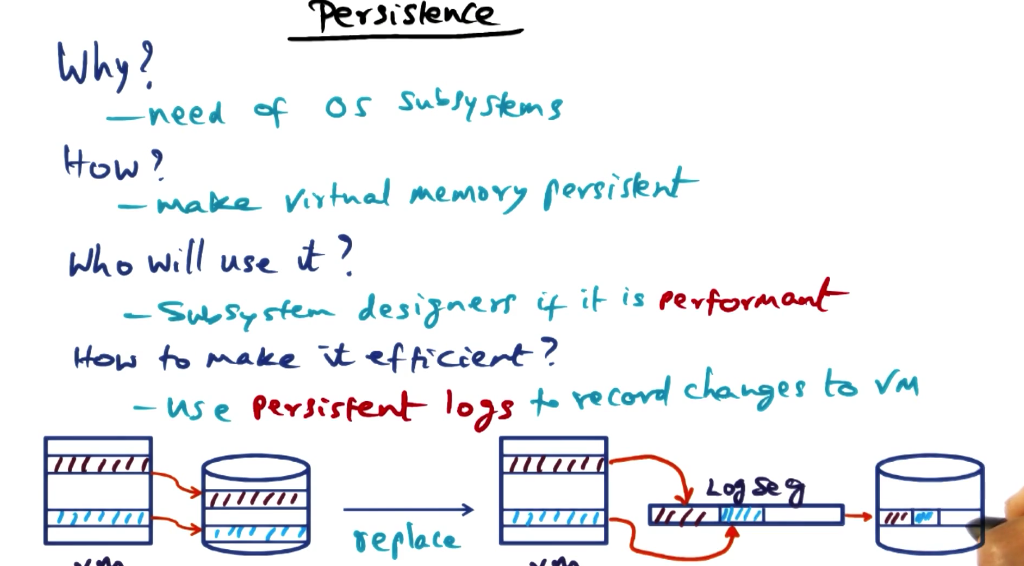 Persistence
Why?
— need of OS subsystems
How?
— make virtual memory persistent
Who will use it?
— Subsystem designers if it is performant
How to make it efficient?
— Use persistent logs to record changes to VM
Log Seg
replace